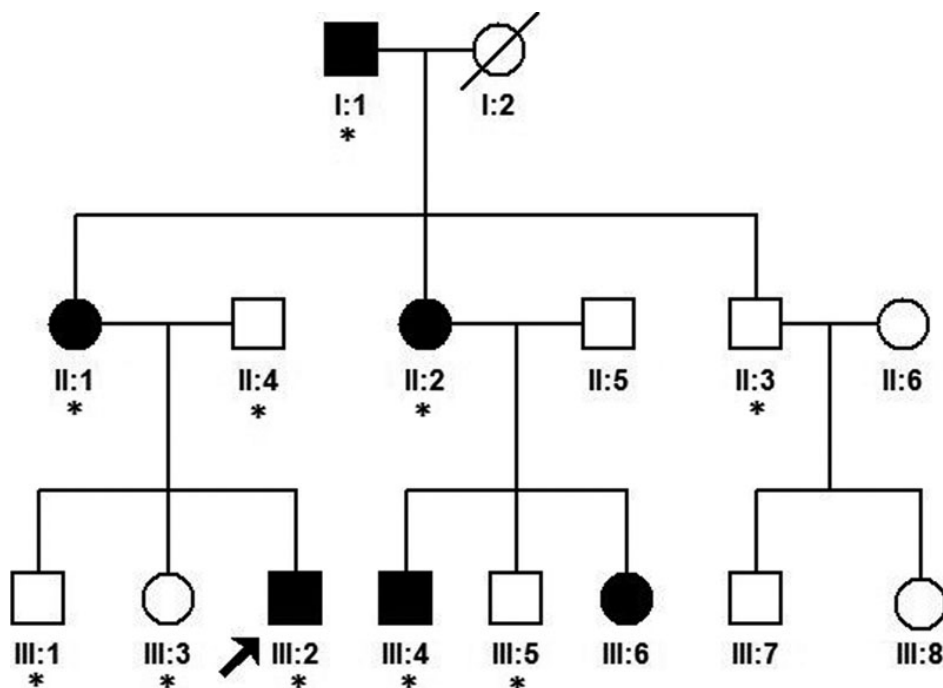 I:1 I:2
*
II:1 II:4 II:2 II:5 II:3 II:6
* * * *
III:1 III:3 III:2 III:4 III:5 III:6 III:7 III:8
* * * * *